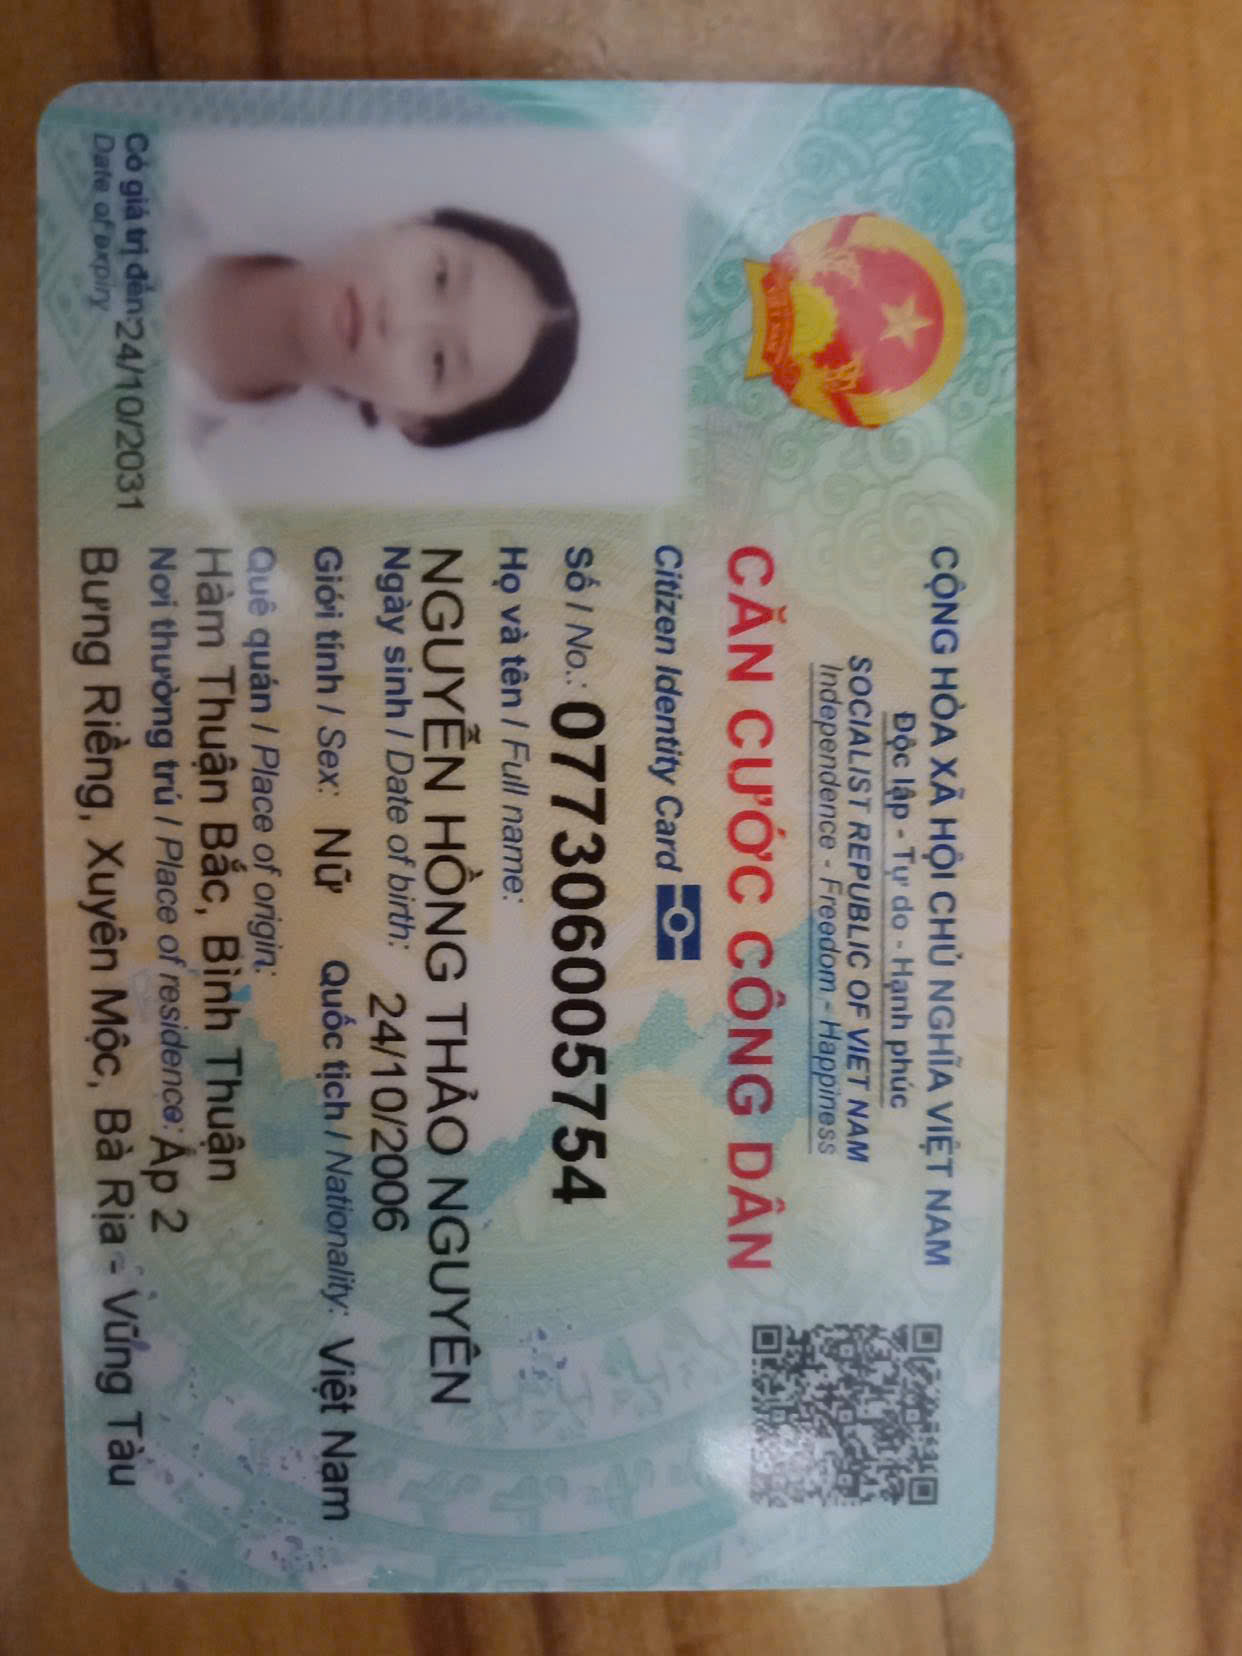 CỘNG HÒA XÃ HỘI CHỦ NGHĨA VIỆT NAM
Độc lập - Tự do - Hạnh phúc
SOCIALIST REPUBLIC OF VIET NAM
Independence - Freedom - Happiness
CĂN CƯỚC CÔNG DÂN
Citizen Identity Card
Số / No.: 077306005754
Họ và tên / Full name:
NGUYỄN HỒNG THẢO NGUYÊN
Ngày sinh / Date of birth: 24/10/2006
Giới tính / Sex: Nữ Quốc tịch / Nationality: Việt Nam
Quê quán / Place of origin:
Hàm Thuận Bắc, Bình Thuận
Nơi thường trú / Place of residence: Ấp 2
Bưng Riềng, Xuyên Mộc, Bà Rịa - Vũng Tàu
Có giá trị đến: 24/10/2031
Date of expiry